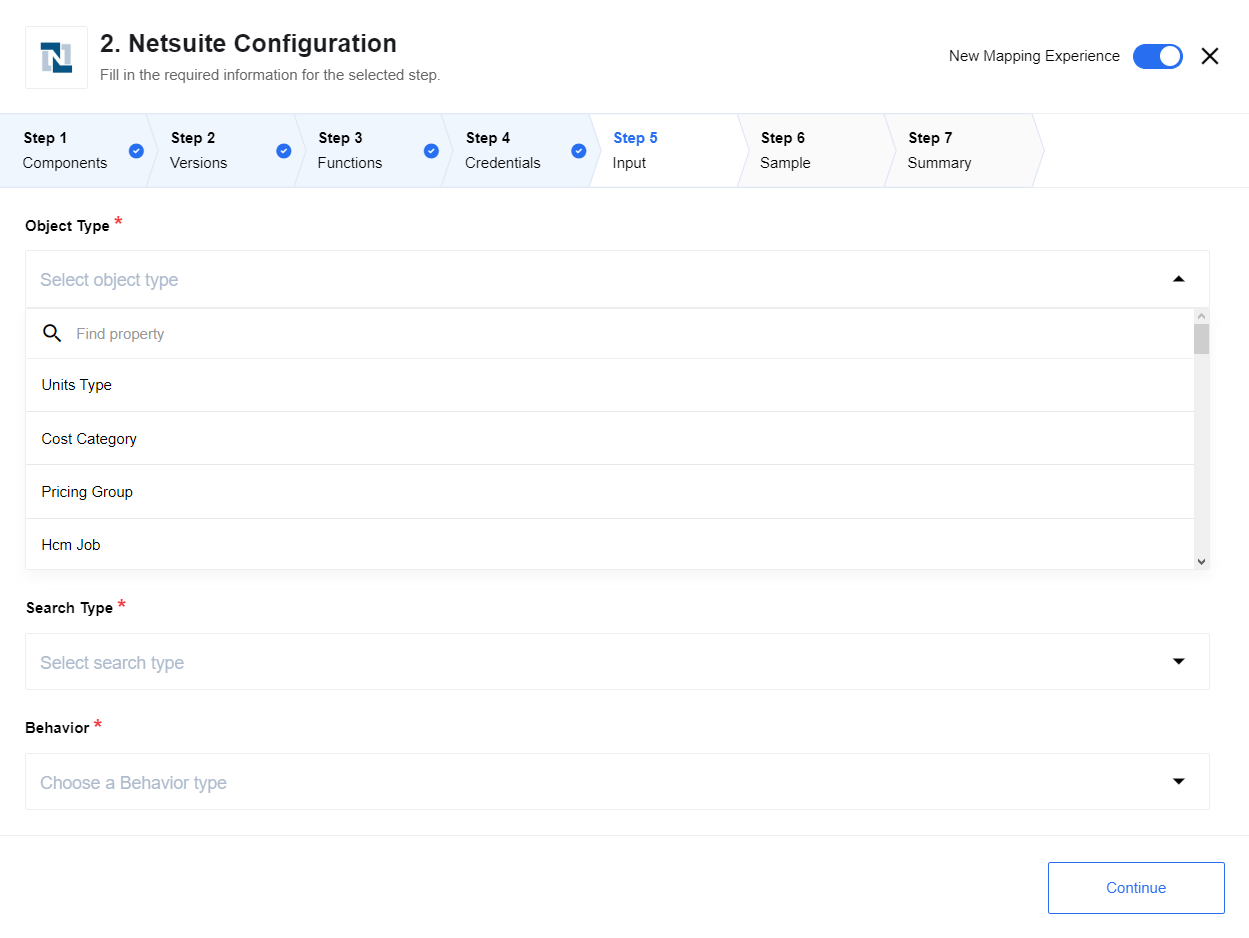 2. Netsuite Configuration
Fill in the required information for the selected step.
New Mapping Experience
Step 1
Components
Step 2
Versions
Step 3
Functions
Step 4
Credentials
Step 5
Input
Step 6
Sample
Step 7
Summary
Object Type *
Select object type
Find property
Units Type
Cost Category
Pricing Group
Hcm Job
Search Type *
Select search type
Behavior *
Choose a Behavior type
Continue